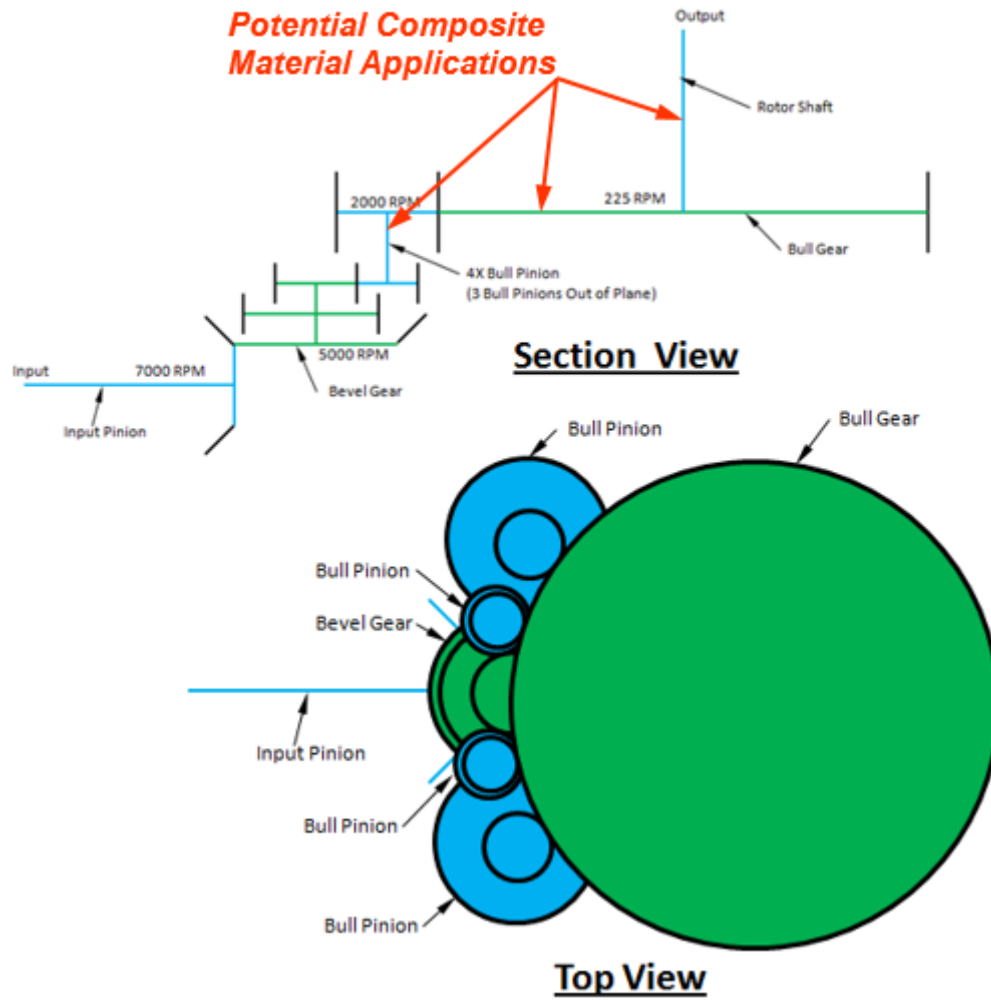 Potential Composite
Material Applications
Output
Rotor Shaft
2000 RPM
225 RPM
Bull Gear
4X Bull Pinion
(3 Bull Pinions Out of Plane)
5000 RPM
Section View
Input
7000 RPM
Bevel Gear
Input Pinion
Bull Pinion
Bull Gear
Bull Pinion
Bevel Gear
Input Pinion
Bull Pinion
Bull Pinion
Top View